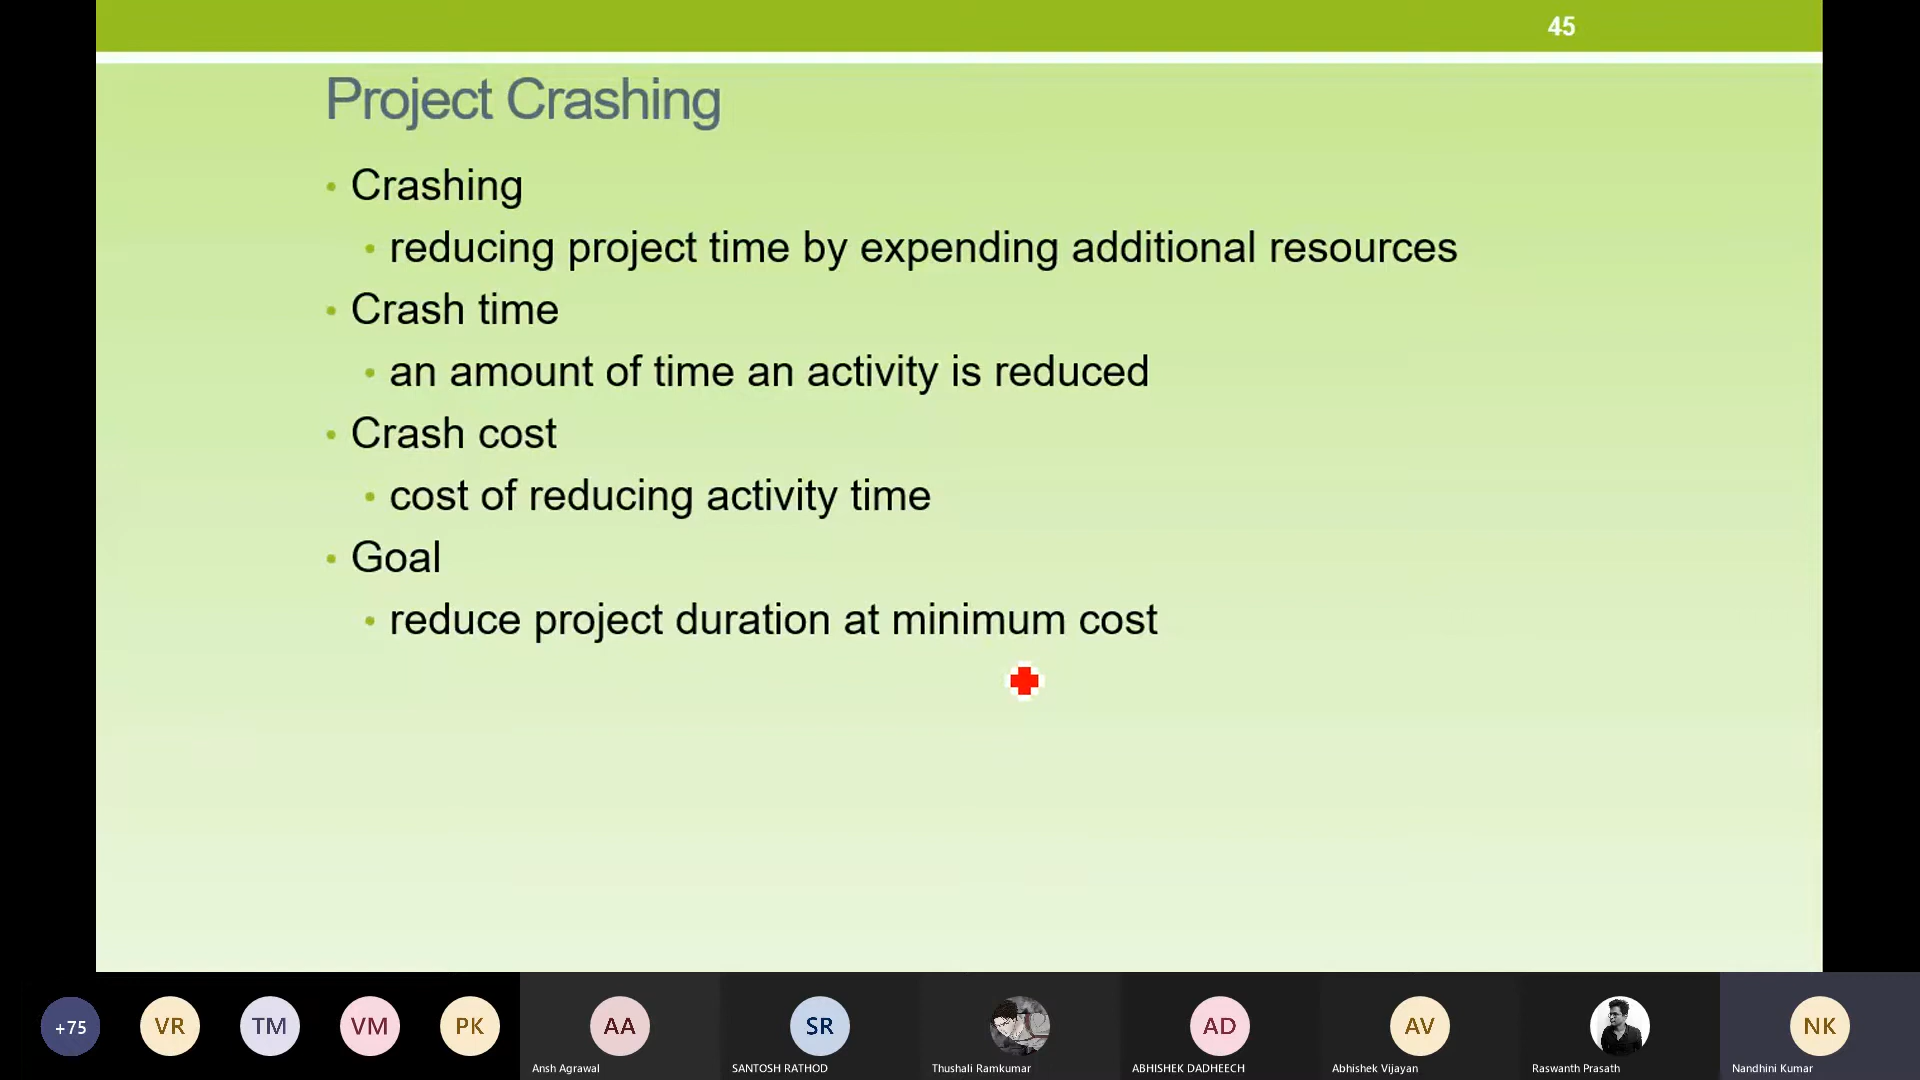 45
Project Crashing
• Crashing
• reducing project time by expending additional resources
• Crash time
• an amount of time an activity is reduced
• Crash cost
• cost of reducing activity time
• Goal
• reduce project duration at minimum cost
+75
VR
TM
VM
PK
AA
SR
AD
AV
NK
Ansh Agrawal
SANTOSH RATHOD
Thushali Ramkumar
ABHISHEK DADHEECH
Abhishek Vijayan
Raswanth Prasath
Nandhini Kumar